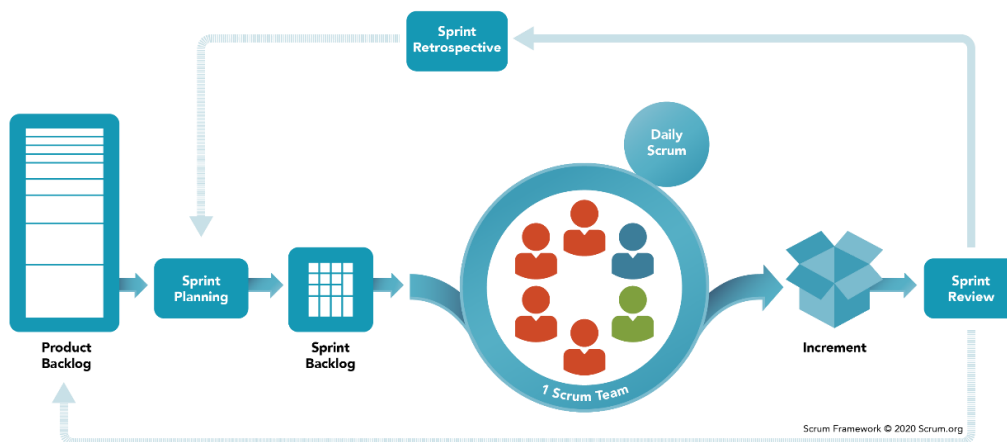 Sprint
Retrospective
Daily
Scrum
Sprint
Planning
Sprint
Review
Product
Backlog
Sprint
Backlog
Increment
1 Scrum Team
Scrum Framework © 2020 Scrum.org